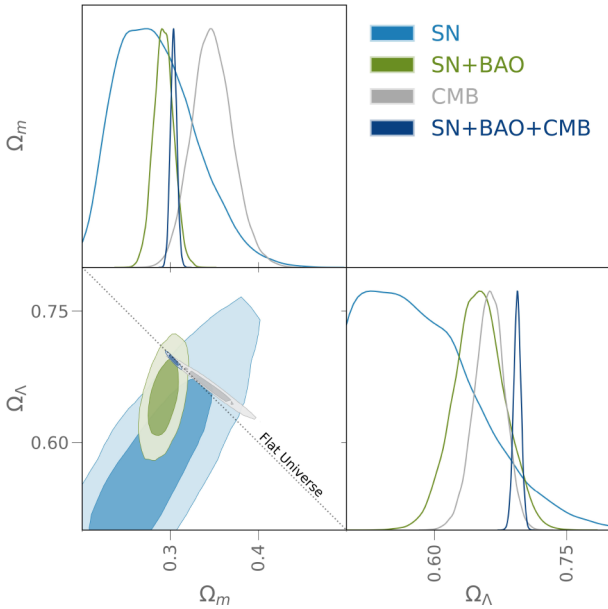 SN
SN+BAO
CMB
SN+BAO+CMB
Ωm
0.75
0.60
ΩΛ
Flat Universe
0.3
0.4
Ωm
0.60
0.75
ΩΛ